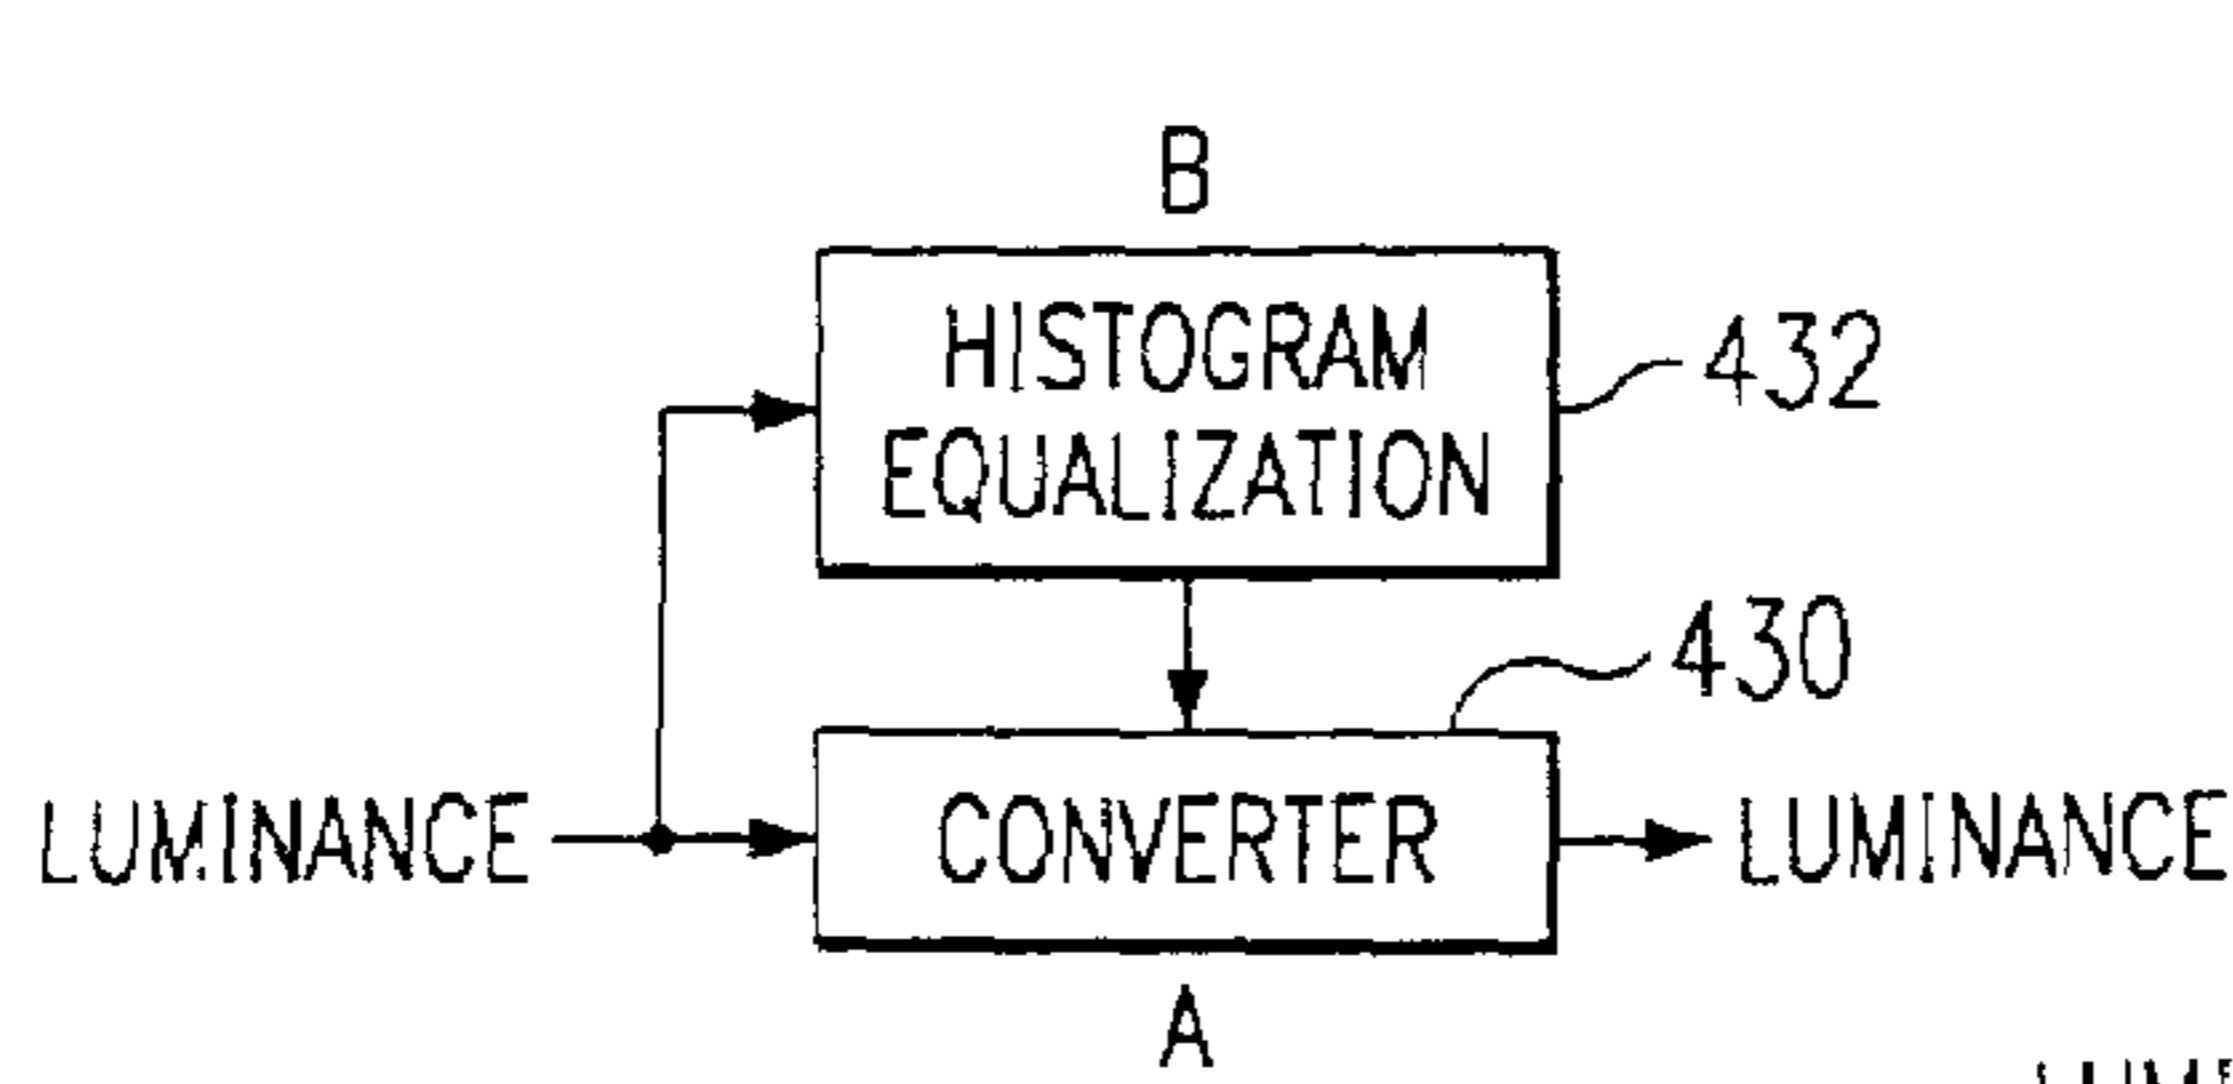 B
HISTOGRAM
EQUALIZATION
432
430
LUMINANCE
CONVERTER
LUMINANCE
A